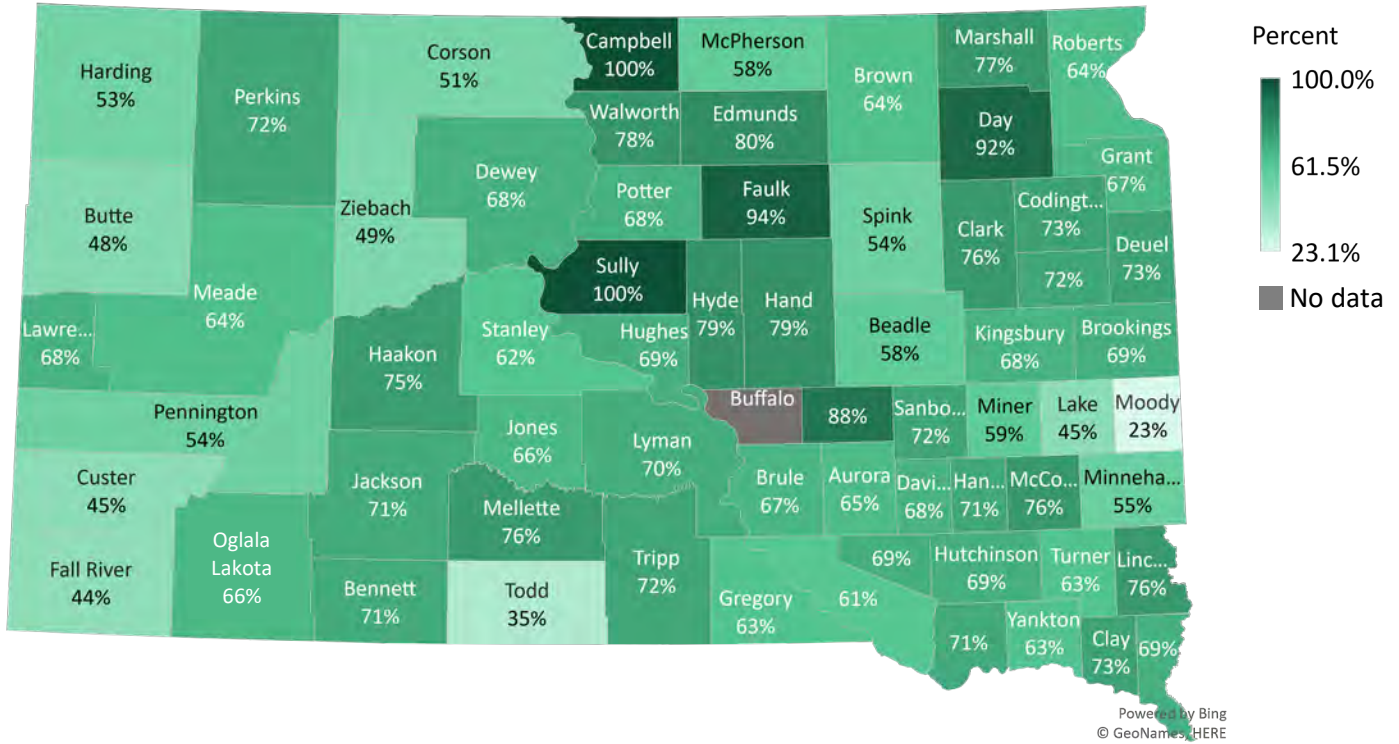 Harding
53%
Perkins
72%
Corson
51%
Campbell
100%
McPherson
58%
Brown
64%
Marshall
77%
Roberts
64%
Percent
100.0%
61.5%
23.1%
No data
Walworth
78%
Edmunds
80%
Day
92%
Grant
67%
Dewey
68%
Potter
68%
Faulk
94%
Butte
48%
Ziebach
49%
Spink
54%
Clark
76%
Codingt...
73%
Deuel
73%
72%
Meade
64%
Sully
100%
Hyde
79%
Hand
79%
Lawre...
68%
Haakon
75%
Stanley
62%
Hughes
69%
Beadle
58%
Kingsbury
68%
Brookings
69%
Pennington
54%
Jones
66%
Lyman
70%
Buffalo
88%
Sanbo...
72%
Miner
59%
Lake
45%
Moody
23%
Custer
45%
Jackson
71%
Mellette
76%
Brule
67%
Aurora
65%
Davi...
68%
Han...
71%
McCo...
76%
Minneha...
55%
Fall River
44%
Oglala
Lakota
66%
Bennett
71%
Todd
35%
Tripp
72%
Gregory
63%
61%
69%
Hutchinson
69%
Turner
63%
Linc...
76%
71%
Yankton
63%
Clay
73%
69%
Powered by Bing
© GeoNames, HERE